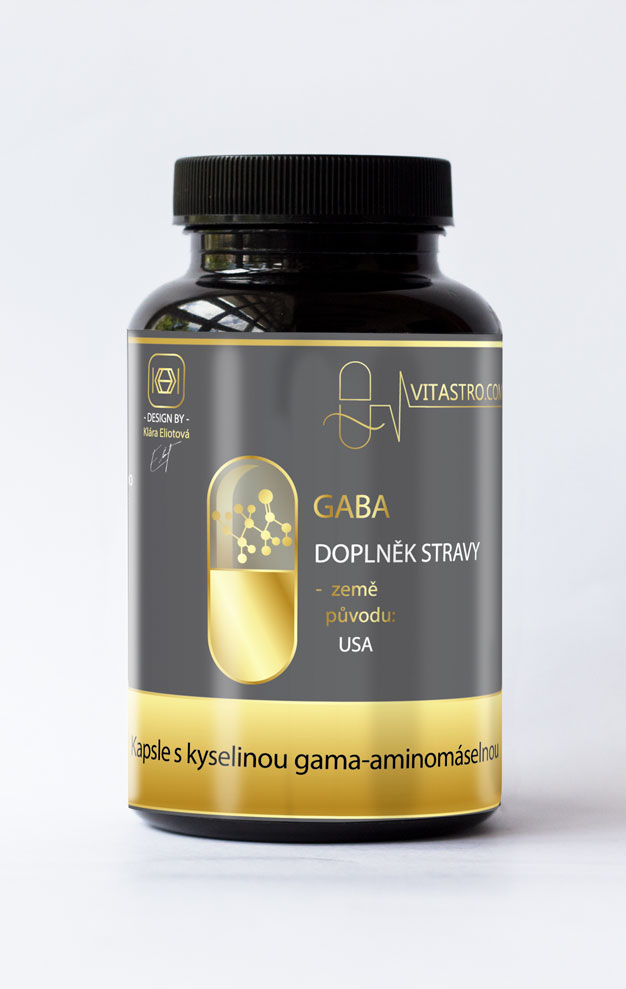 - DESIGN BY -
Klára Eliotová
VITASTRO.COM
GABA
DOPLNĚK STRAVY
- země
původu:
USA
Kapsle s kyselinou gama-aminomáselnou